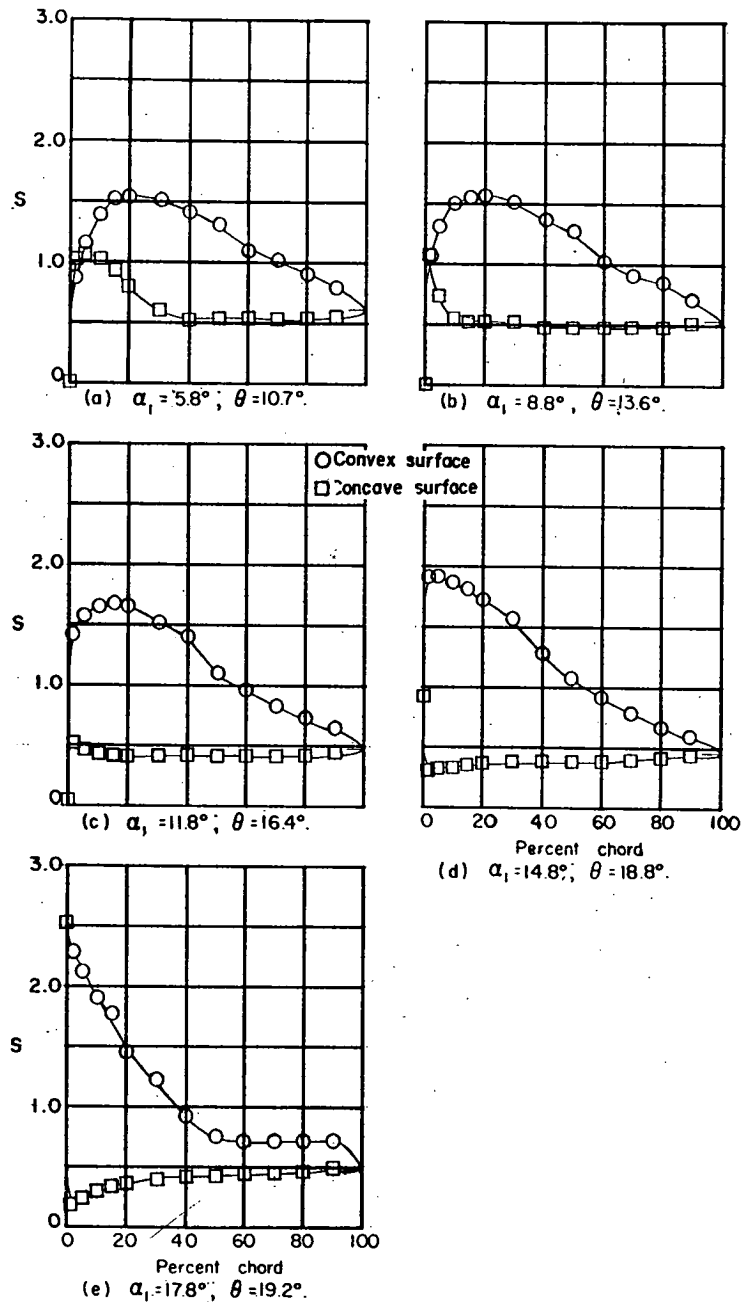 3.0
2.0
S
1.0
0
(a) α₁ = 5.8°; θ = 10.7°.
(b) α₁ = 8.8°, θ = 13.6°.
3.0
○ Convex surface
□ Concave surface
2.0
S
1.0
0
(c) α₁ = 11.8°; θ = 16.4°.
0 20 40 60 80 100
Percent chord
(d) α₁ = 14.8°; θ = 18.8°.
3.0
2.0
S
1.0
0
0 20 40 60 80 100
Percent chord
(e) α₁ = 17.8°; θ = 19.2°.